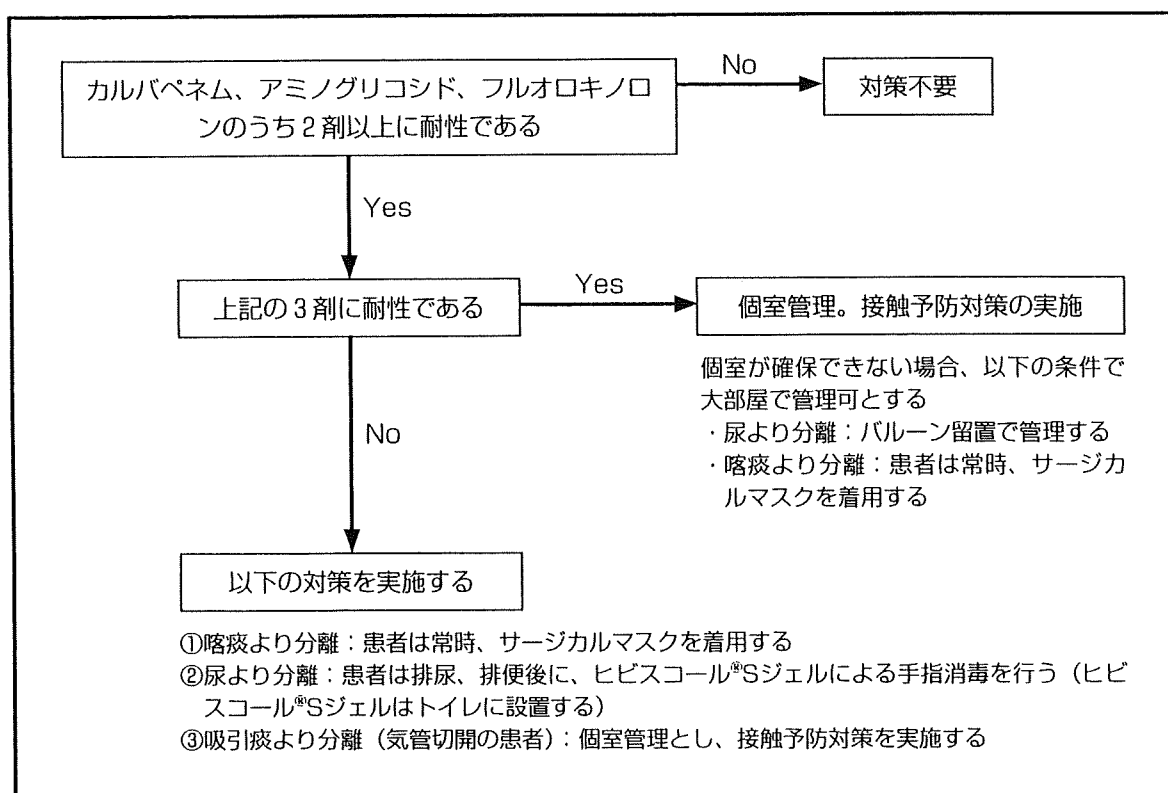 カルバペネム、アミノグリコシド、フルオロキノロ
ンのうち2剤以上に耐性である
No
対策不要
Yes
上記の3剤に耐性である
Yes
個室管理。接触予防対策の実施
個室が確保できない場合、以下の条件で
大部屋で管理可とする
・尿より分離：バルーン留置で管理する
・喀痰より分離：患者は常時、サージカ
ルマスクを着用する
No
以下の対策を実施する
①喀痰より分離：患者は常時、サージカルマスクを着用する
②尿より分離：患者は排尿、排便後に、ヒビスコール®Sジェルによる手指消毒を行う（ヒビ
スコール®Sジェルはトイレに設置する）
③吸引痰より分離（気管切開の患者）：個室管理とし、接触予防対策を実施する